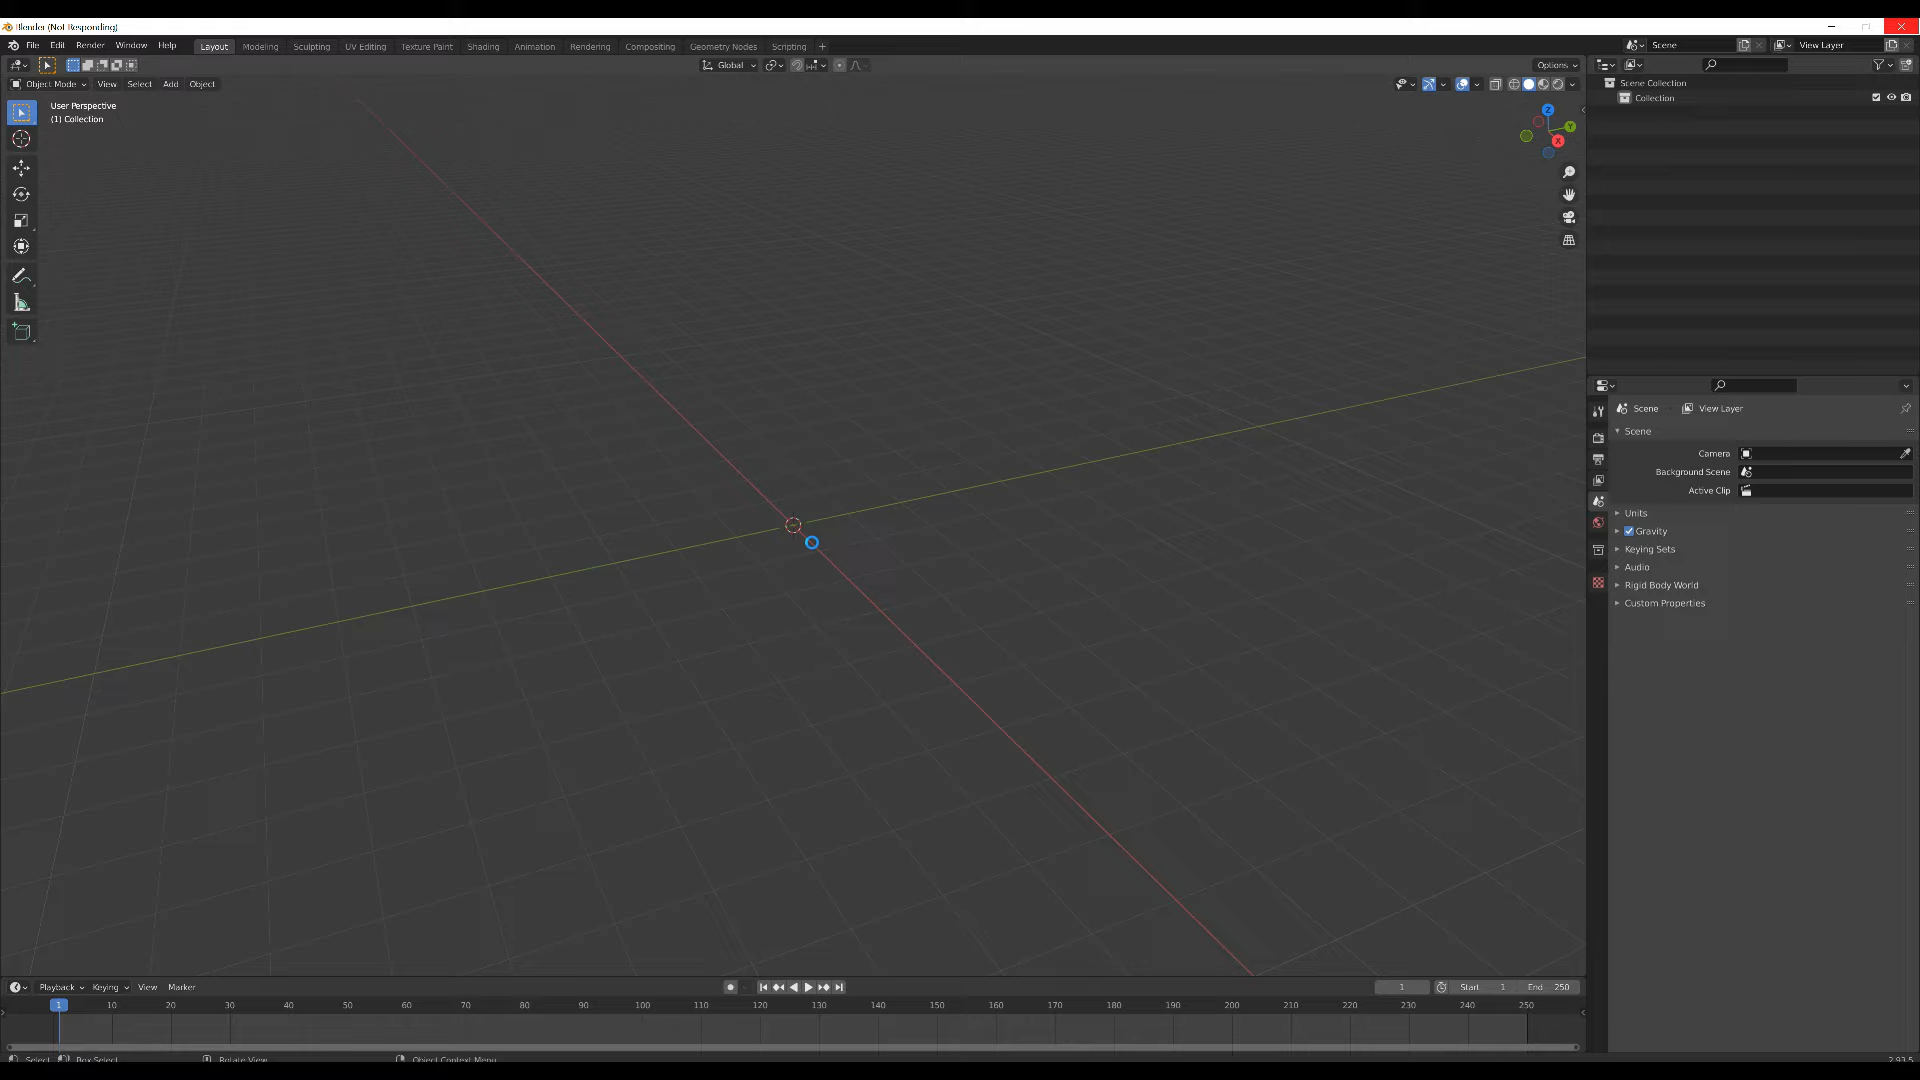 Blender (Not Responding)
File Edit Render Window Help Layout Modeling Sculpting UV Editing Texture Paint Shading Animation Rendering Compositing Geometry Nodes Scripting + Scene View Layer
Global Options
Object Mode View Select Add Object
User Perspective
(1) Collection
Z
Y
X
Scene Collection
Collection
Scene View Layer
Scene
Camera
Background Scene
Active Clip
Units
Gravity
Keying Sets
Audio
Rigid Body World
Custom Properties
Playback Keying View Marker 1 Start 1 End 250
1 10 20 30 40 50 60 70 80 90 100 110 120 130 140 150 160 170 180 190 200 210 220 230 240 250
Select Box Select Rotate View Object Context Menu 2.93.5